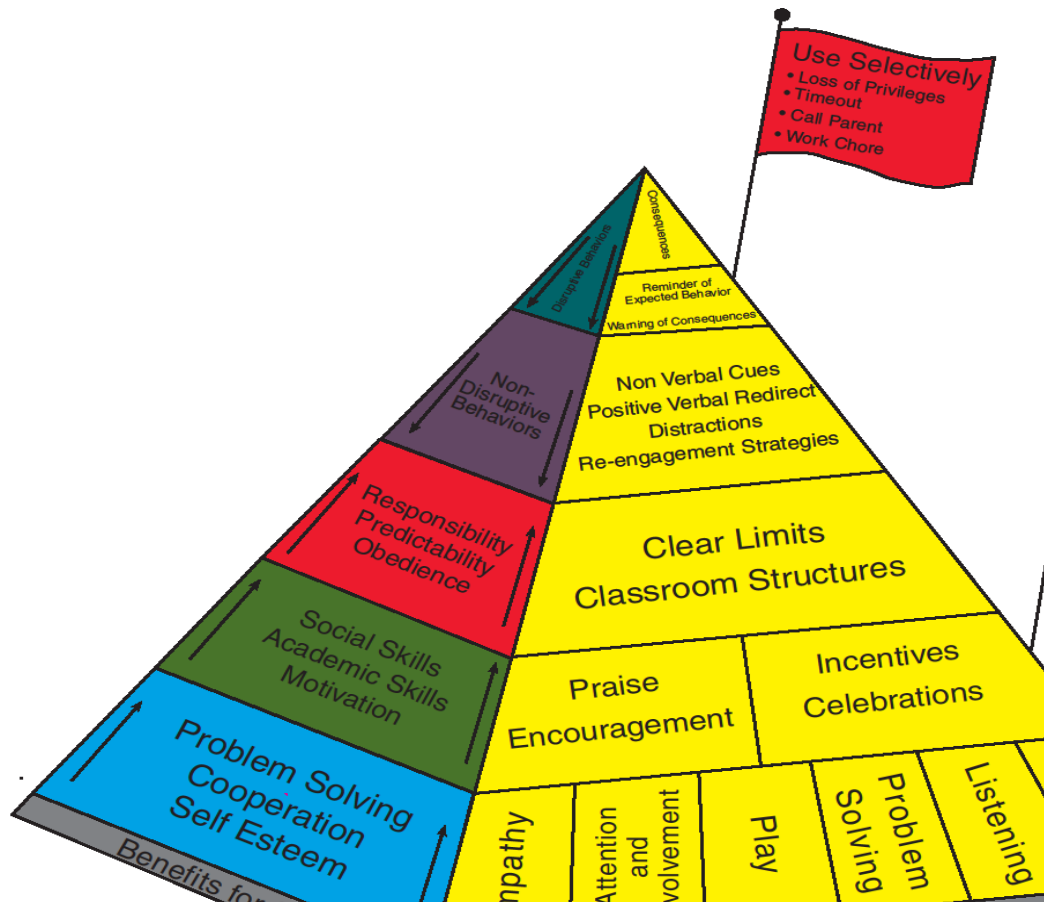 Use Selectively
• Loss of Privileges
• Timeout
• Call Parent
• Work Chore
Consequences
Disruptive Behaviors
Reminder of
Expected Behavior
Warning of Consequences
Non-
Disruptive
Behaviors
Non Verbal Cues
Positive Verbal Redirect
Distractions
Re-engagement Strategies
Responsibility
Predictability
Obedience
Clear Limits
Classroom Structures
Social Skills
Academic Skills
Motivation
Praise
Encouragement
Incentives
Celebrations
Problem Solving
Cooperation
Self Esteem
mpathy
Attention
and
volvement
Play
Problem
Solving
Listening
Benefits for